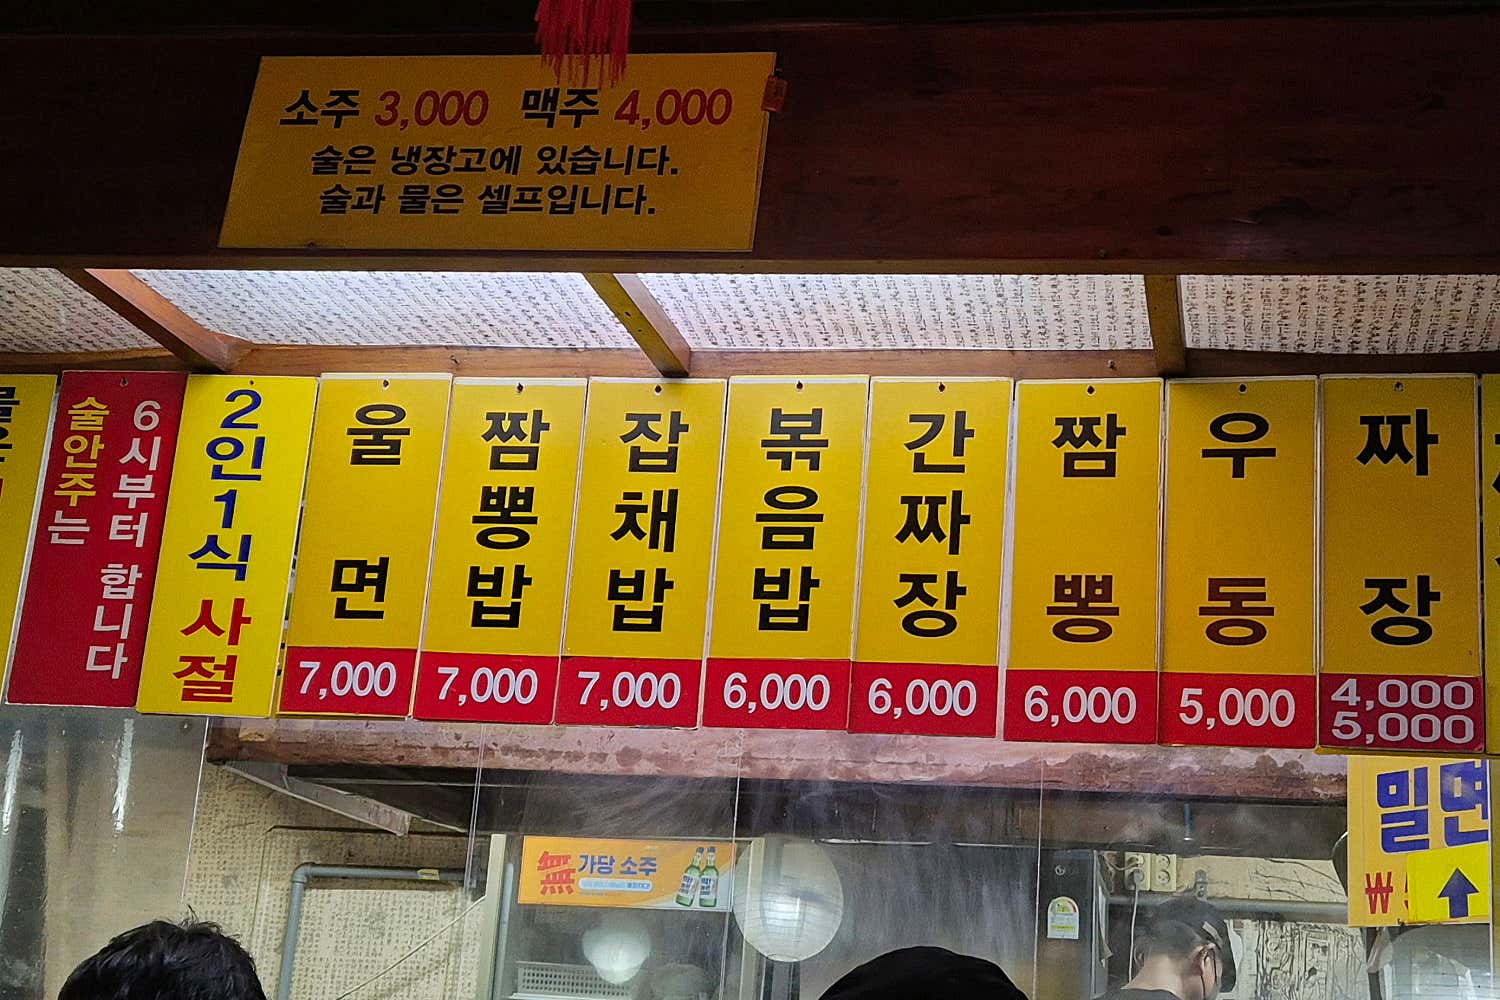 소주 3,000 맥주 4,000
술은 냉장고에 있습니다.
술과 물은 셀프입니다.
술안주는
6시부터 합니다
2인1식 사절
울면
7,000
짬뽕밥
7,000
잡채밥
7,000
볶음밥
6,000
간짜장
6,000
짬뽕
6,000
우동
5,000
짜장
4,000
5,000
밀면
₩
無 가당 소주